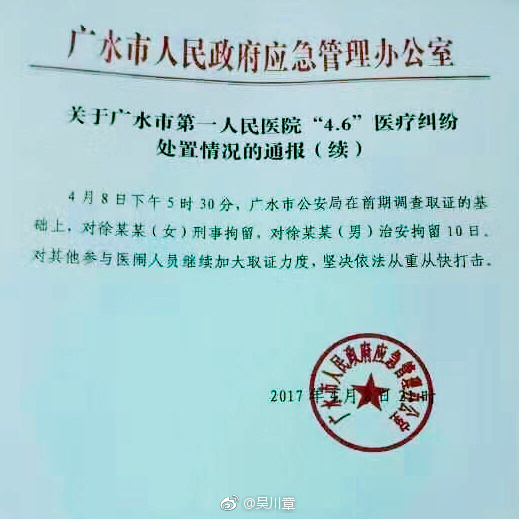 广水市人民政府应急管理办公室
关于广水市第一人民医院“4.6”医疗纠纷
处置情况的通报（续）
4月8日下午5时30分，广水市公安局在前期调查取证的基
础上，对徐某某（女）刑事拘留，对徐某某（男）治安拘留10日。
对其他参与医闹人员继续加大取证力度，坚决依法从重从快打击。
广水市人民政府应急管理办公室
2017年4月 日2 时
@吴川章